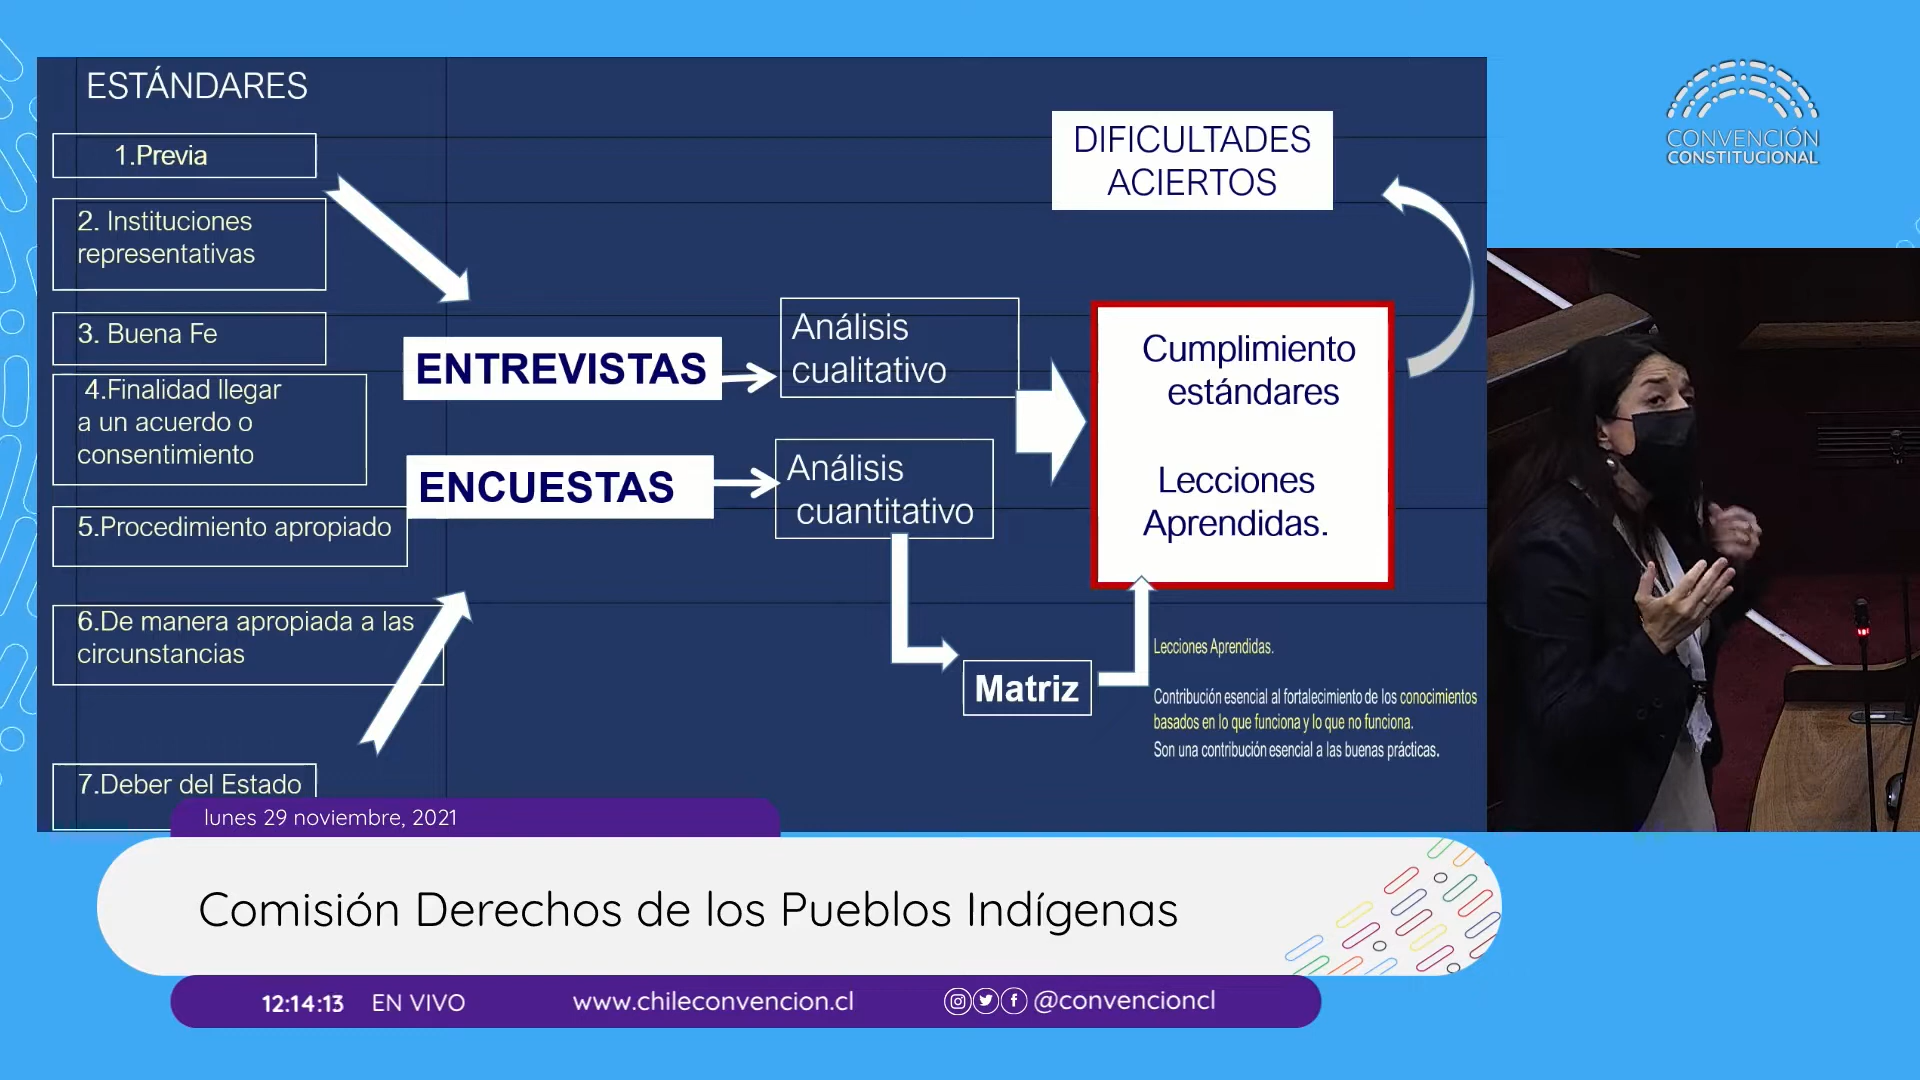 ESTÁNDARES
1.Previa
2. Instituciones
representativas
3. Buena Fe
4.Finalidad llegar
a un acuerdo o
consentimiento
5.Procedimiento apropiado
6.De manera apropiada a las
circunstancias
7.Deber del Estado
ENTREVISTAS
ENCUESTAS
Análisis
cualitativo
Análisis
cuantitativo
Matriz
Cumplimiento
estándares
Lecciones
Aprendidas.
DIFICULTADES
ACIERTOS
Lecciones Aprendidas.
Contribución esencial al fortalecimiento de los conocimientos
basados en lo que funciona y lo que no funciona.
Son una contribución esencial a las buenas prácticas.
CONVENCIÓN
CONSTITUCIONAL
lunes 29 noviembre, 2021
Comisión Derechos de los Pueblos Indígenas
12:14:13 EN VIVO www.chileconvencion.cl @convencioncl